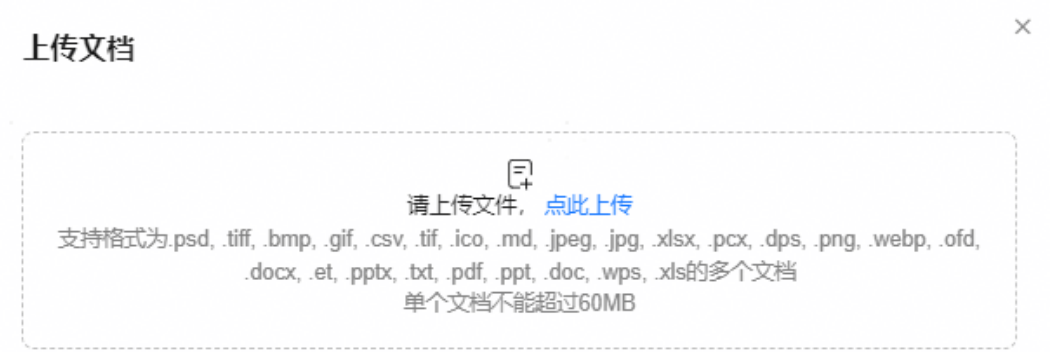 上传文档
请上传文件, 点此上传
支持格式为.psd, .tiff, .bmp, .gif, .csv, .tif, .ico, .md, .jpeg, .jpg, .xlsx, .pcx, .dps, .png, .webp, .ofd,
.docx, .et, .pptx, .txt, .pdf, .ppt, .doc, .wps, .xls的多个文档
单个文档不能超过60MB